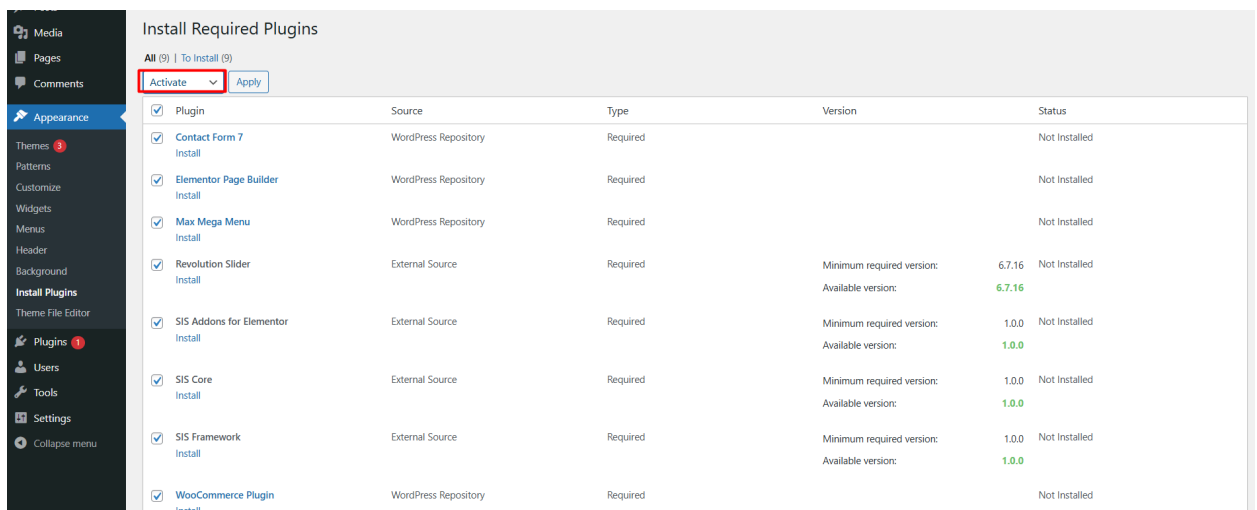 Media
Pages
Comments
Appearance
Themes 3
Patterns
Customize
Widgets
Menus
Header
Background
Install Plugins
Theme File Editor
Plugins 1
Users
Tools
Settings
Collapse menu
Install Required Plugins
All (9) | To Install (9)
Activate Apply
Plugin Source Type Version Status
Contact Form 7 WordPress Repository Required Not Installed
Install
Elementor Page Builder WordPress Repository Required Not Installed
Install
Max Mega Menu WordPress Repository Required Not Installed
Install
Revolution Slider External Source Required Minimum required version: 6.7.16 Not Installed
Install
Available version: 6.7.16
SIS Addons for Elementor External Source Required Minimum required version: 1.0.0 Not Installed
Install
Available version: 1.0.0
SIS Core External Source Required Minimum required version: 1.0.0 Not Installed
Install
Available version: 1.0.0
SIS Framework External Source Required Minimum required version: 1.0.0 Not Installed
Install
Available version: 1.0.0
WooCommerce Plugin WordPress Repository Required Not Installed